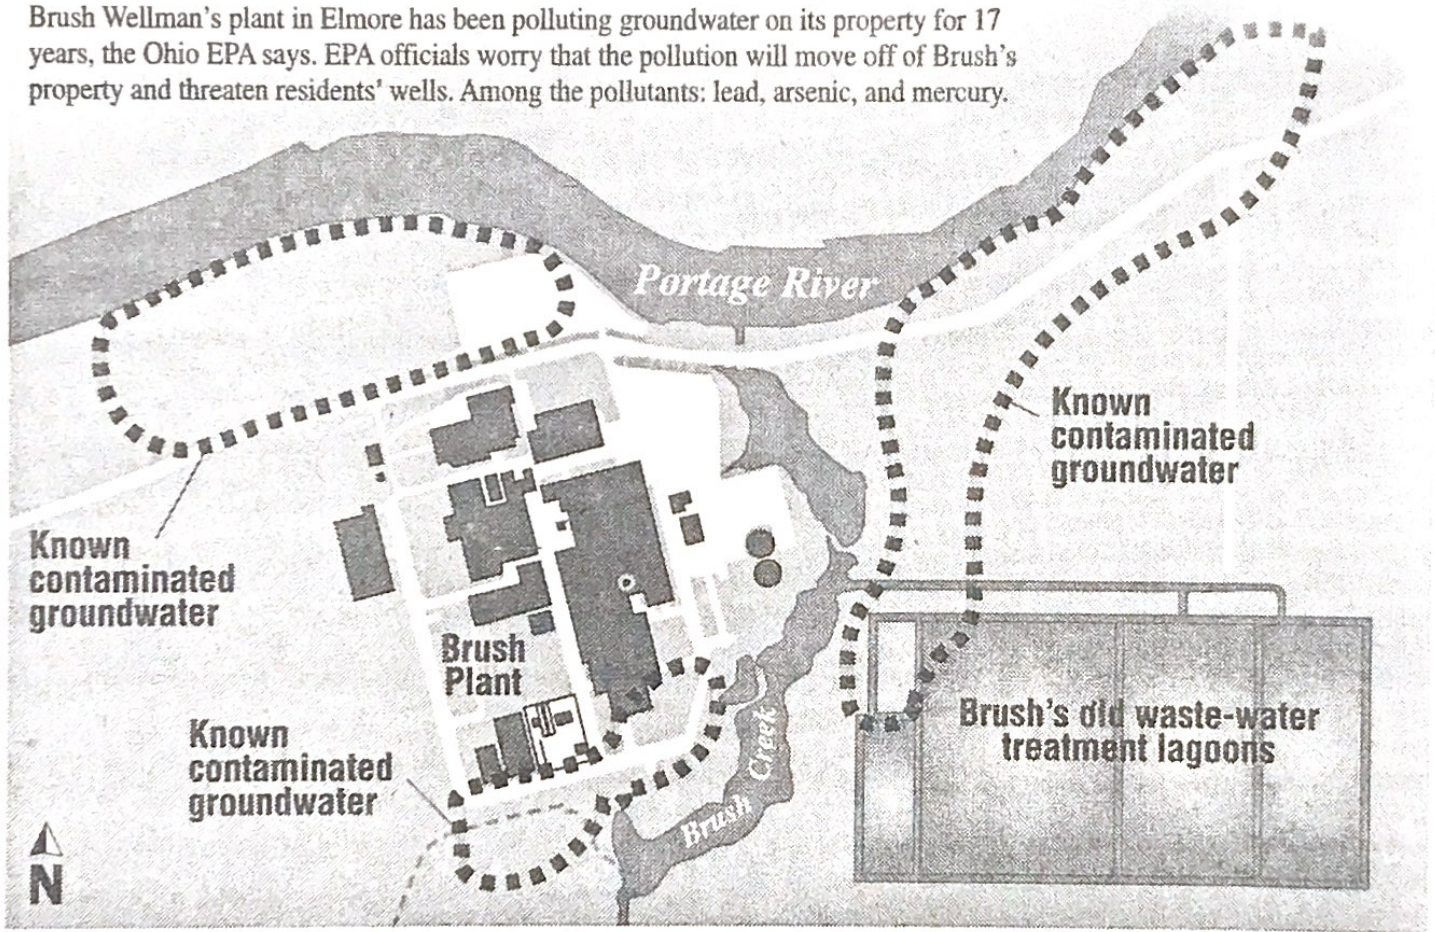 Brush Wellman's plant in Elmore has been polluting groundwater on its property for 17
years, the Ohio EPA says. EPA officials worry that the pollution will move off of Brush's
property and threaten residents' wells. Among the pollutants: lead, arsenic, and mercury.
Portage River
Known
contaminated
groundwater
Known
contaminated
groundwater
Brush
Plant
Known
contaminated
groundwater
Brush Creek
Brush's old waste-water
treatment lagoons
N